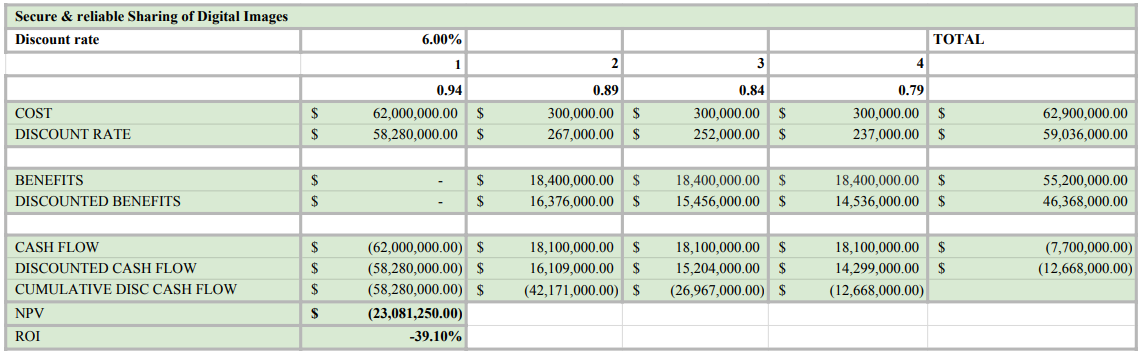 Secure & reliable Sharing of Digital Images
Discount rate 6.00% TOTAL
1 2 3 4
0.94 0.89 0.84 0.79
COST $ 62,000,000.00 $ 300,000.00 $ 300,000.00 $ 300,000.00 $ 62,900,000.00
DISCOUNT RATE $ 58,280,000.00 $ 267,000.00 $ 252,000.00 $ 237,000.00 $ 59,036,000.00
BENEFITS $ - $ 18,400,000.00 $ 18,400,000.00 $ 18,400,000.00 $ 55,200,000.00
DISCOUNTED BENEFITS $ - $ 16,376,000.00 $ 15,456,000.00 $ 14,536,000.00 $ 46,368,000.00
CASH FLOW $ (62,000,000.00) $ 18,100,000.00 $ 18,100,000.00 $ 18,100,000.00 $ (7,700,000.00)
DISCOUNTED CASH FLOW $ (58,280,000.00) $ 16,109,000.00 $ 15,204,000.00 $ 14,299,000.00 $ (12,668,000.00)
CUMULATIVE DISC CASH FLOW $ (58,280,000.00) $ (42,171,000.00) $ (26,967,000.00) $ (12,668,000.00)
NPV $ (23,081,250.00)
ROI -39.10%